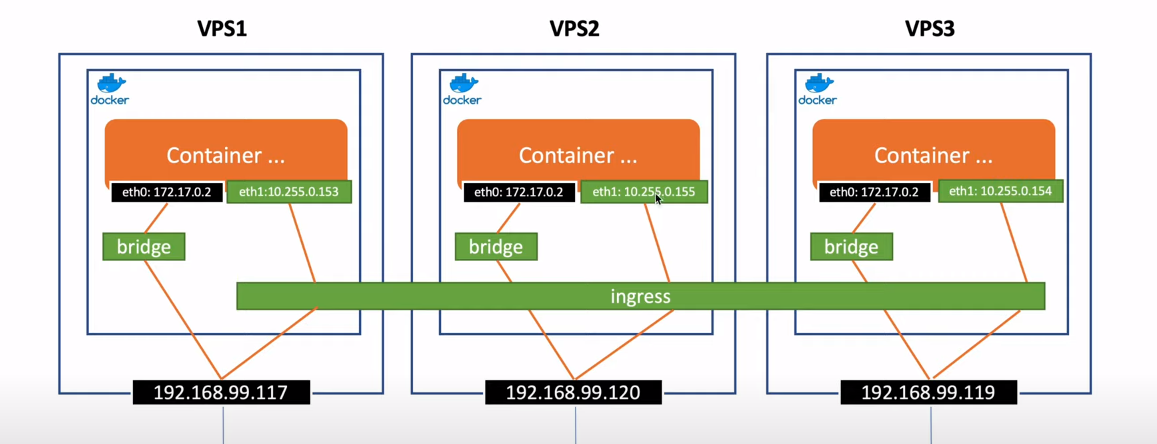 VPS1
VPS2
VPS3
docker
docker
docker
Container ...
Container ...
Container ...
eth0: 172.17.0.2
eth1: 10.255.0.153
eth0: 172.17.0.2
eth1: 10.255.0.155
eth0: 172.17.0.2
eth1: 10.255.0.154
bridge
bridge
bridge
ingress
192.168.99.117
192.168.99.120
192.168.99.119